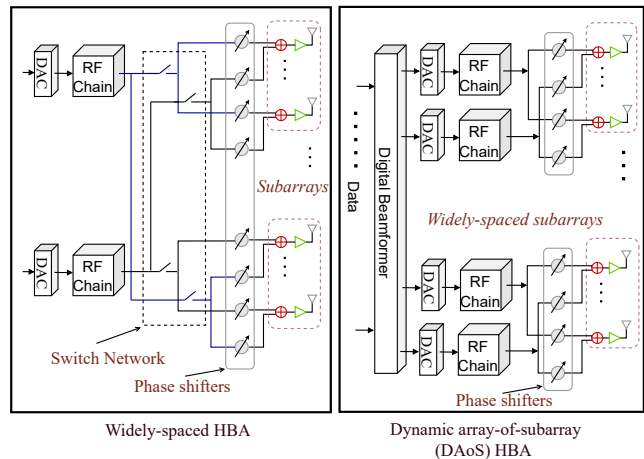 DAC
RF
Chain
Subarrays
DAC
RF
Chain
Switch Network
Phase shifters
Widely-spaced HBA
Data
Digital Beamformer
DAC
RF
Chain
DAC
RF
Chain
Widely-spaced subarrays
DAC
RF
Chain
DAC
RF
Chain
Phase shifters
Dynamic array-of-subarray
(DAoS) HBA